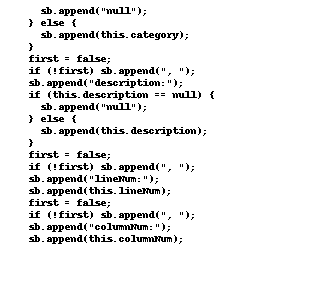 sb.append("null");
} else {
sb.append(this.category);
}
first = false;
if (!first) sb.append(", ");
sb.append("description:");
if (this.description == null) {
sb.append("null");
} else {
sb.append(this.description);
}
first = false;
if (!first) sb.append(", ");
sb.append("lineNum:");
sb.append(this.lineNum);
first = false;
if (!first) sb.append(", ");
sb.append("columnNum:");
sb.append(this.columnNum);